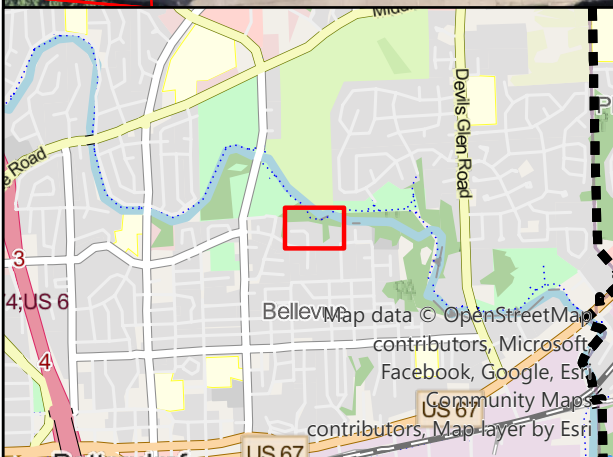 Devils Glen Road
e Road
3
4;US 6
4
Bellevue
Map data © OpenStreetMap
contributors, Microsoft,
Facebook, Google, Esri
Community Maps
contributors, Map layer by Esri
US 67
US 67